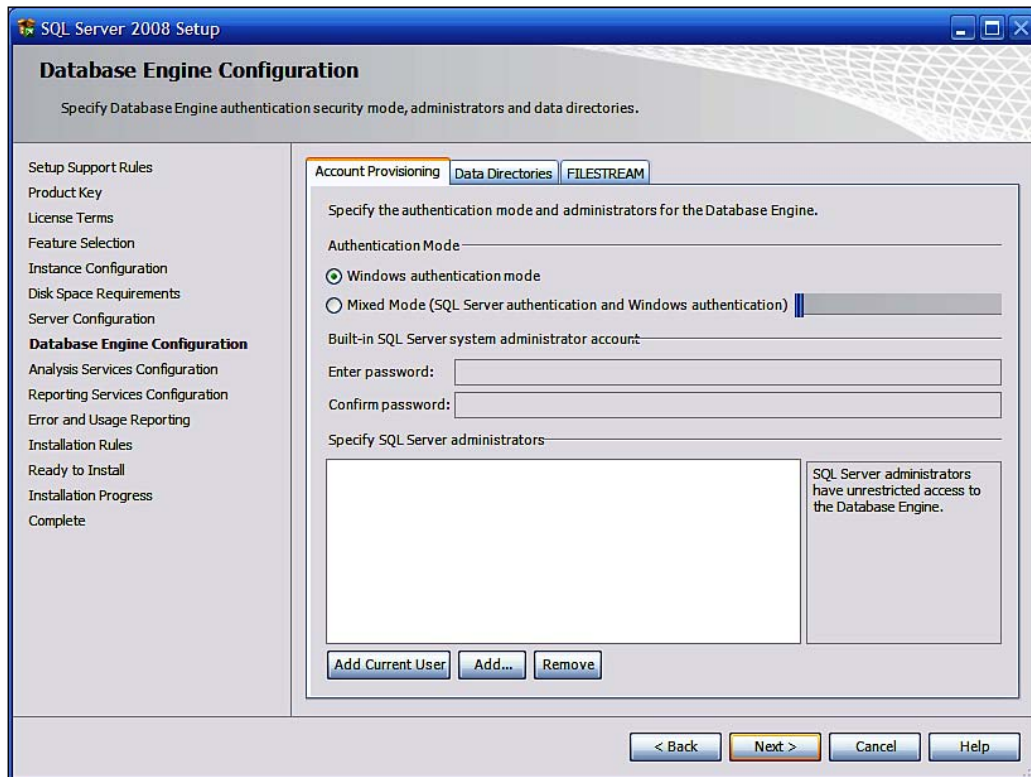 SQL Server 2008 Setup
Database Engine Configuration
Specify Database Engine authentication security mode, administrators and data directories.
Setup Support Rules
Product Key
License Terms
Feature Selection
Instance Configuration
Disk Space Requirements
Server Configuration
Database Engine Configuration
Analysis Services Configuration
Reporting Services Configuration
Error and Usage Reporting
Installation Rules
Ready to Install
Installation Progress
Complete
Account Provisioning Data Directories FILESTREAM
Specify the authentication mode and administrators for the Database Engine.
Authentication Mode
Windows authentication mode
Mixed Mode (SQL Server authentication and Windows authentication)
Built-in SQL Server system administrator account
Enter password:
Confirm password:
Specify SQL Server administrators
SQL Server administrators
have unrestricted access to
the Database Engine.
Add Current User Add... Remove
< Back Next > Cancel Help